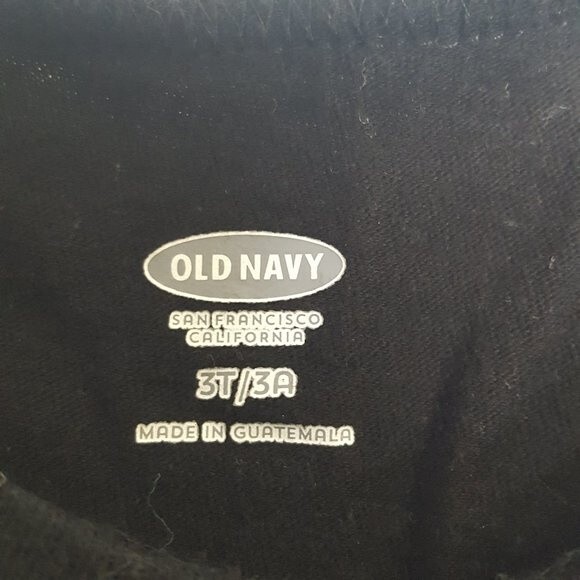 OLD NAVY
SAN FRANCISCO
CALIFORNIA
3T/3A
MADE IN GUATEMALA